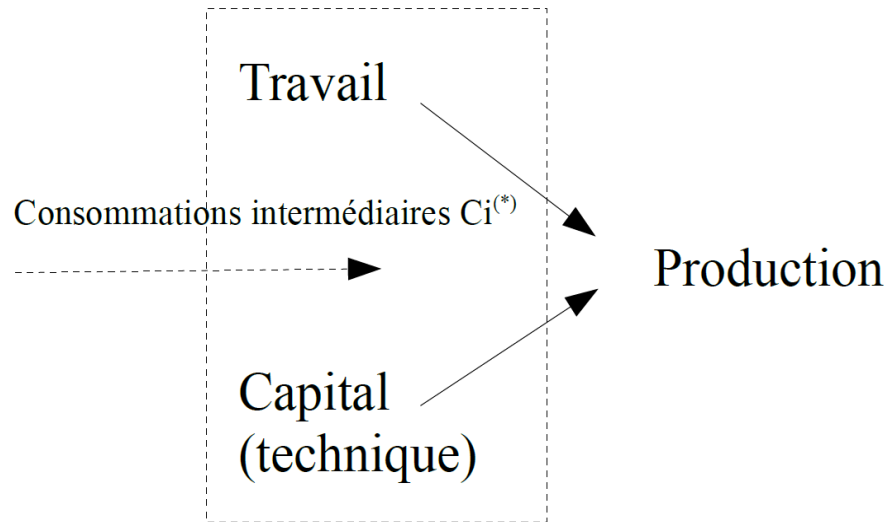 Travail
Consommations intermédiaires Ci(*)
Production
Capital
(technique)